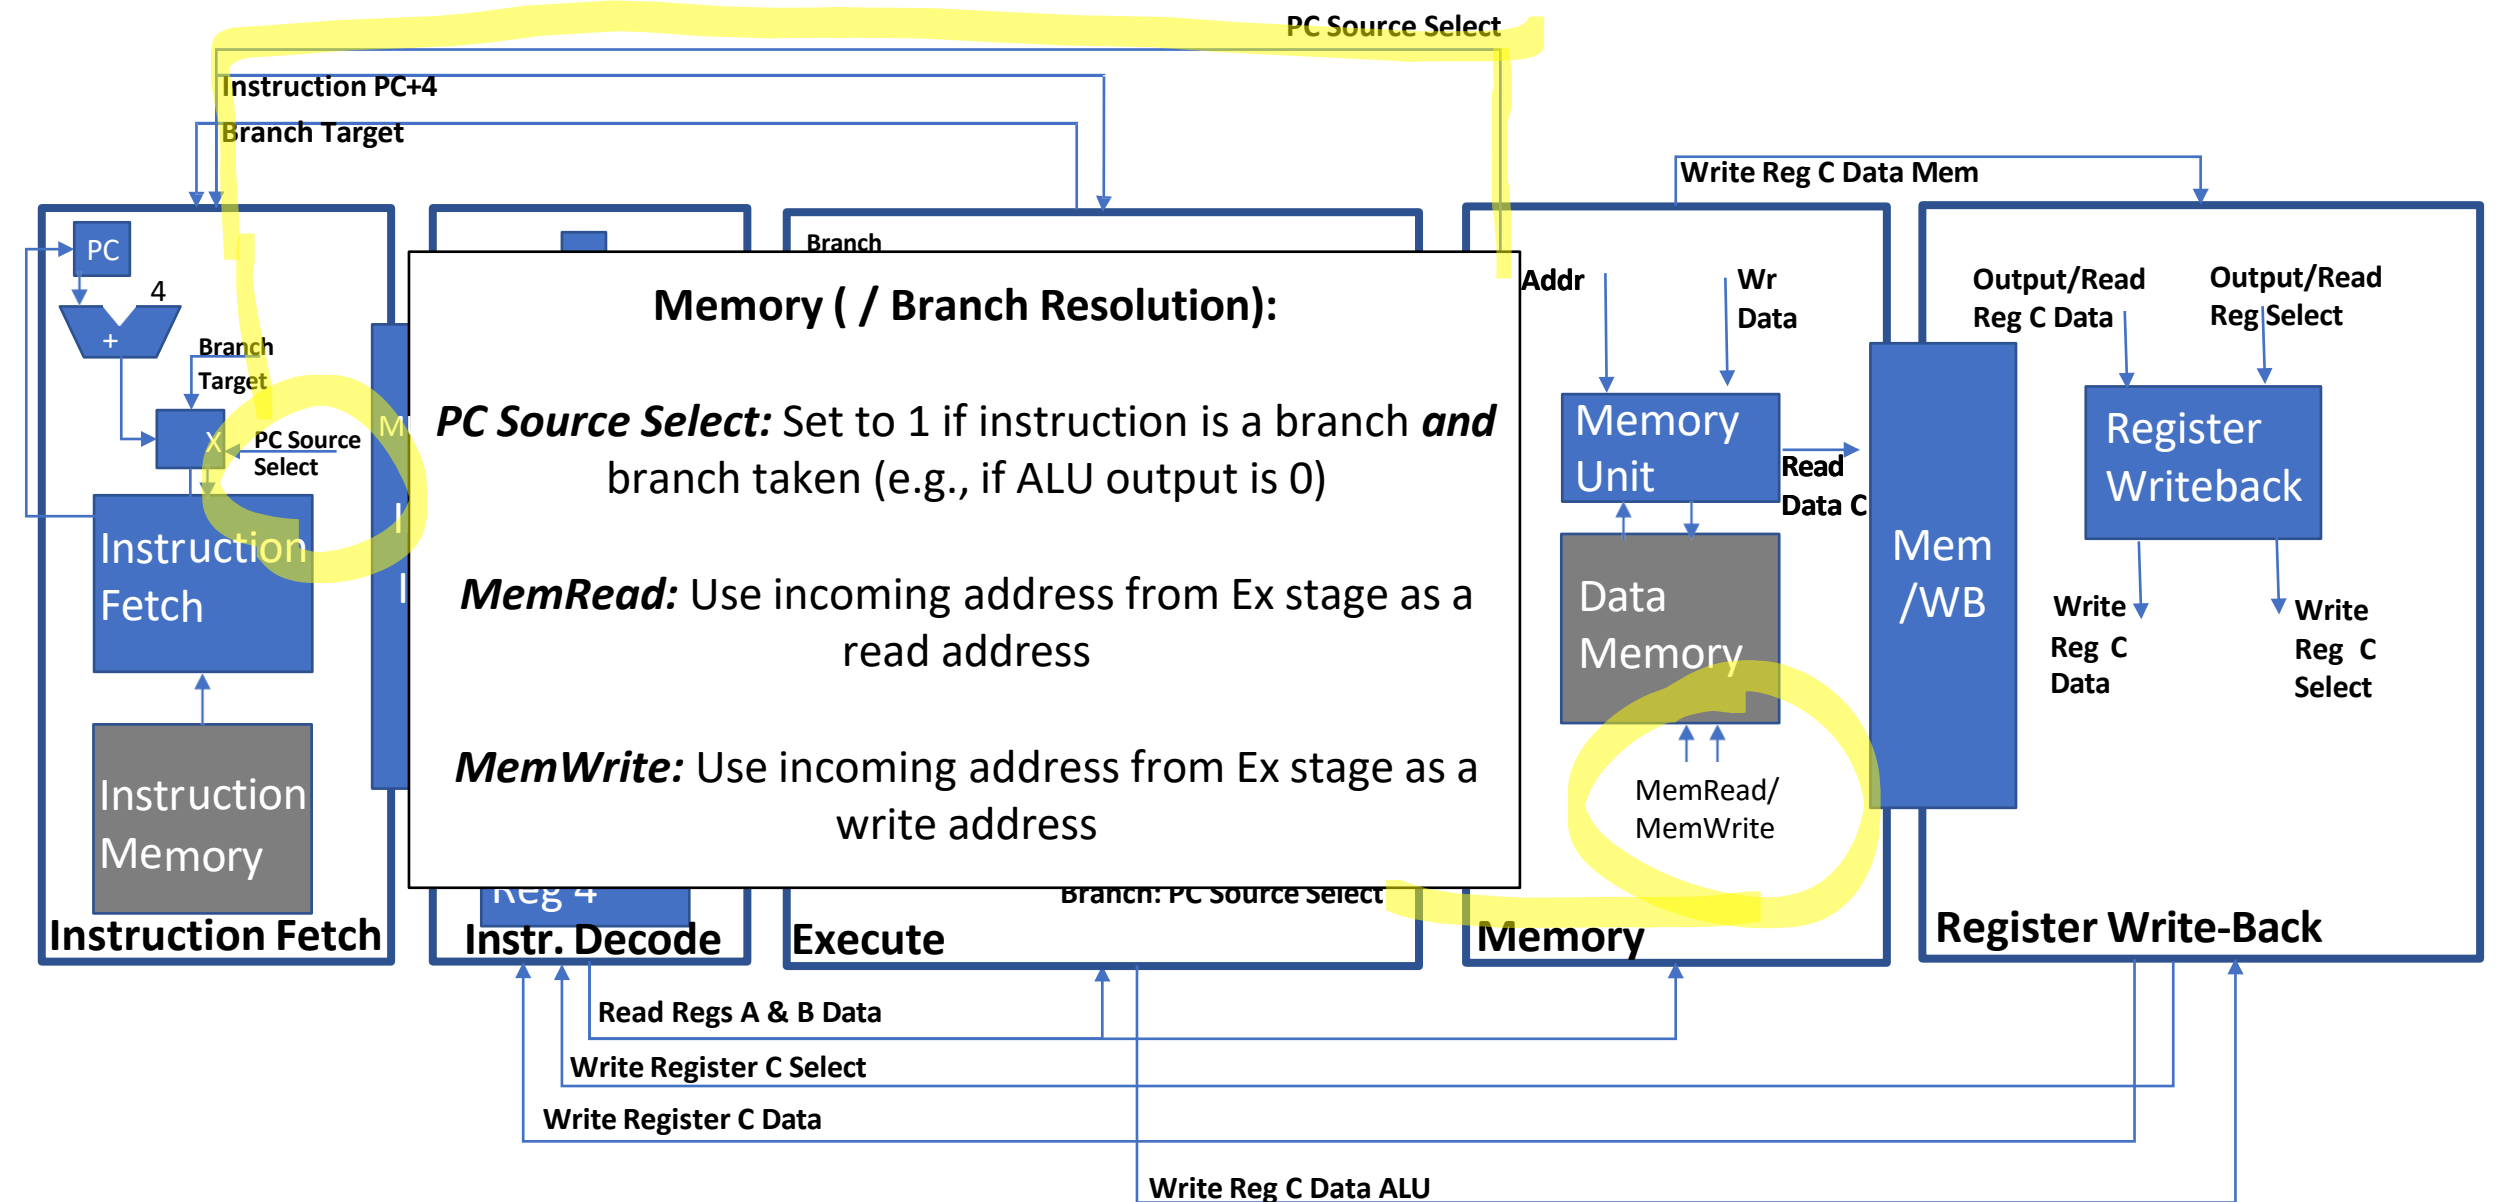 PC Source Select
Instruction PC+4
Branch Target
Write Reg C Data Mem
PC
4
+
Branch
Target
X
PC Source
Select
Instruction
Fetch
Instruction
Memory
Instruction Fetch
M
I
I
Reg 4
Instr. Decode
Branch
Memory ( / Branch Resolution):
PC Source Select: Set to 1 if instruction is a branch and
branch taken (e.g., if ALU output is 0)
MemRead: Use incoming address from Ex stage as a
read address
MemWrite: Use incoming address from Ex stage as a
write address
Branch: PC Source Select
Execute
Addr
Wr
Data
Memory
Unit
Read
Data C
Data
Memory
MemRead/
MemWrite
Memory
Mem
/WB
Output/Read
Reg C Data
Output/Read
Reg Select
Register
Writeback
Write
Reg C
Data
Write
Reg C
Select
Register Write-Back
Read Regs A & B Data
Write Register C Select
Write Register C Data
Write Reg C Data ALU